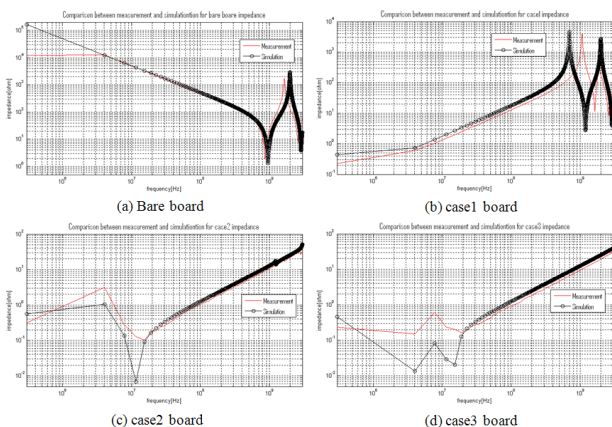 Comparison between measurement and simulationtion for bare boare impedance
Measurement
Simulation
impedance[ohm]
frequency[Hz]
(a) Bare board
Comparison between measurement and simulationtion for case1 impedance
Measurement
Simulation
impedance[ohm]
frequency[Hz]
(b) case1 board
Comparison between measurement and simulationtion for case2 impedance
Measurement
Simulation
impedance[ohm]
frequency[Hz]
(c) case2 board
Comparison between measurement and simulationtion for case3 impedance
Measurement
Simulation
impedance[ohm]
frequency[Hz]
(d) case3 board